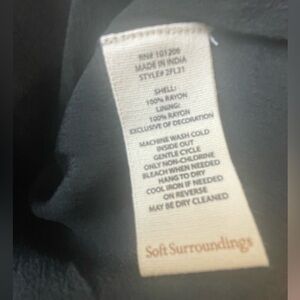 RN# 101206
MADE IN INDIA
STYLE# 2FL31
SHELL:
100% RAYON
LINING:
100% RAYON
EXCLUSIVE OF DECORATION
MACHINE WASH COLD
INSIDE OUT
GENTLE CYCLE
ONLY NON-CHLORINE
BLEACH WHEN NEEDED
HANG TO DRY
COOL IRON IF NEEDED
ON REVERSE
MAY BE DRY CLEANED
Soft Surroundings